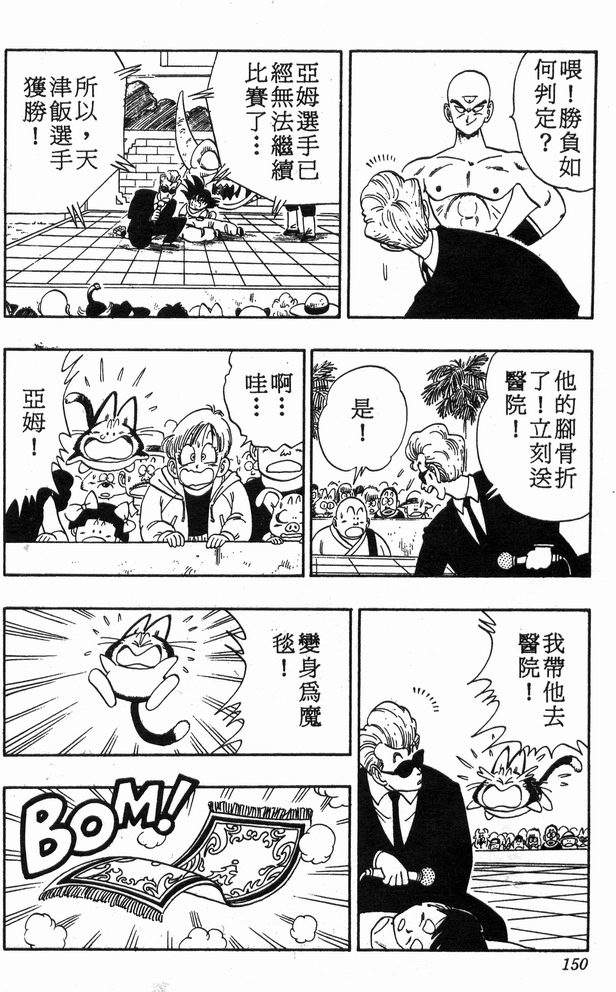 喂！勝負如
何判定？
亞姆選手已
經無法繼續
比賽了…
所以，天
津飯選手
獲勝！
他的腳骨折
了！立刻送
醫院！
是！
啊…
哇…
亞姆！
我帶他去
醫院！
變身爲魔
毯！
BOM!
150